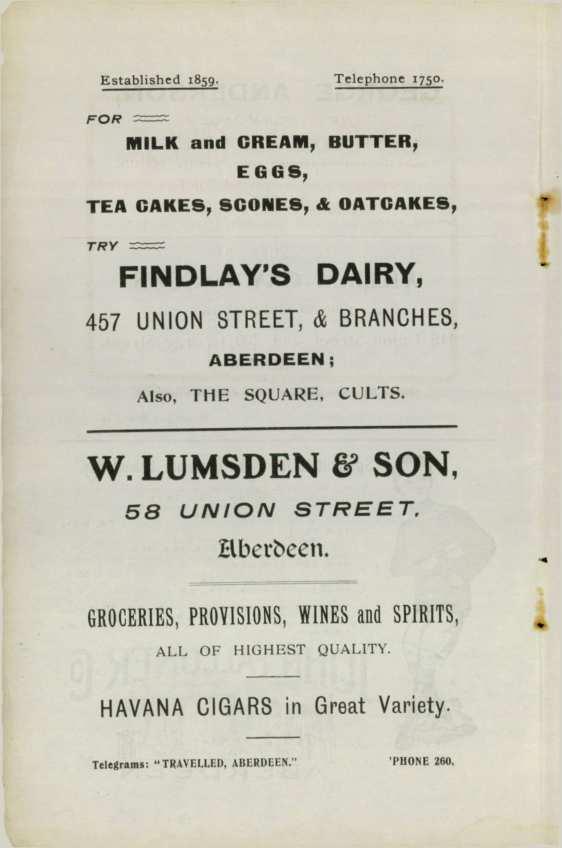 Established 1859.
Telephone 1750.
FOR
MILK and CREAM, BUTTER,
EGGS,
TEA CAKES, SCONES, & OATCAKES,
TRY
FINDLAY'S DAIRY,
457 UNION STREET, & BRANCHES,
ABERDEEN;
Also, THE SQUARE, CULTS.
W. LUMSDEN & SON,
58 UNION STREET,
Aberdeen.
GROCERIES, PROVISIONS, WINES and SPIRITS,
ALL OF HIGHEST QUALITY.
HAVANA CIGARS in Great Variety.
Telegrams: "TRAVELLED, ABERDEEN."
'PHONE 260.